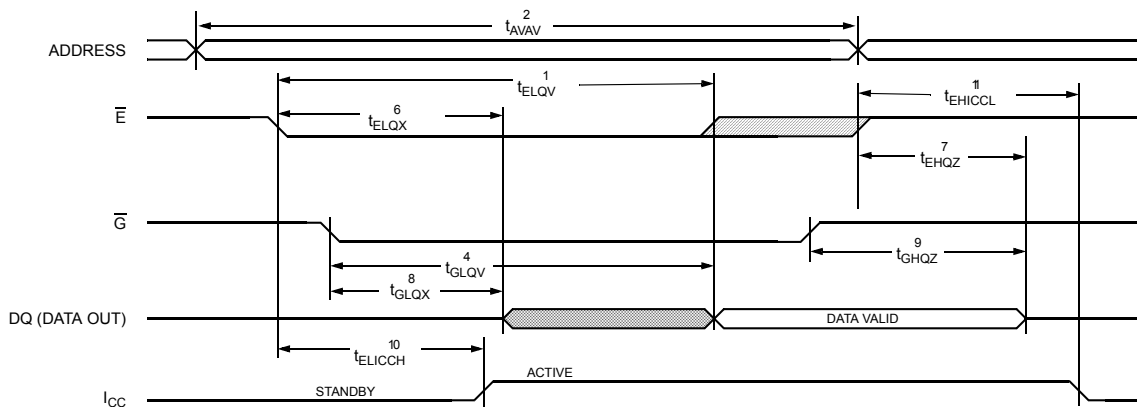 2
tAVAV
ADDRESS
1
tELQV
11
tEHICCL
6
tELQX
E
7
tEHQZ
G
9
tGHQZ
4
tGLQV
8
tGLQX
DQ (DATA OUT)
DATA VALID
10
tELICCH
ACTIVE
STANDBY
ICC